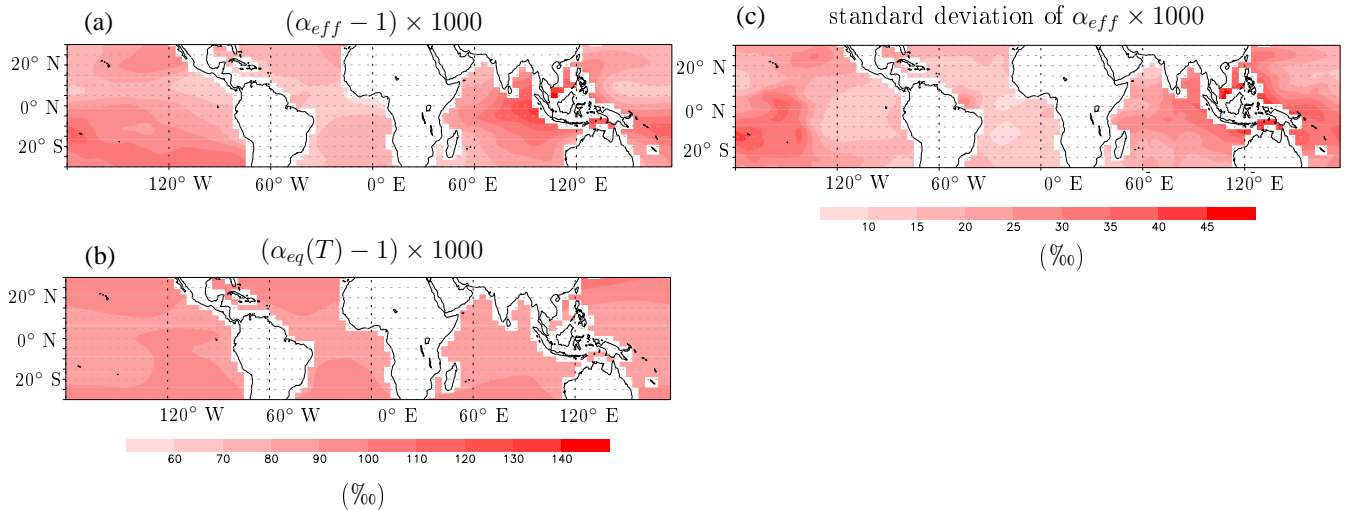 (a) (α_eff − 1) × 1000
20° N
0° N
20° S
120° W 60° W 0° E 60° E 120° E
(b) (α_eq(T) − 1) × 1000
20° N
0° N
20° S
120° W 60° W 0° E 60° E 120° E
60 70 80 90 100 110 120 130 140
(‰)
(c) standard deviation of α_eff × 1000
20° N
0° N
20° S
120° W 60° W 0° E 60° E 120° E
10 15 20 25 30 35 40 45
(‰)